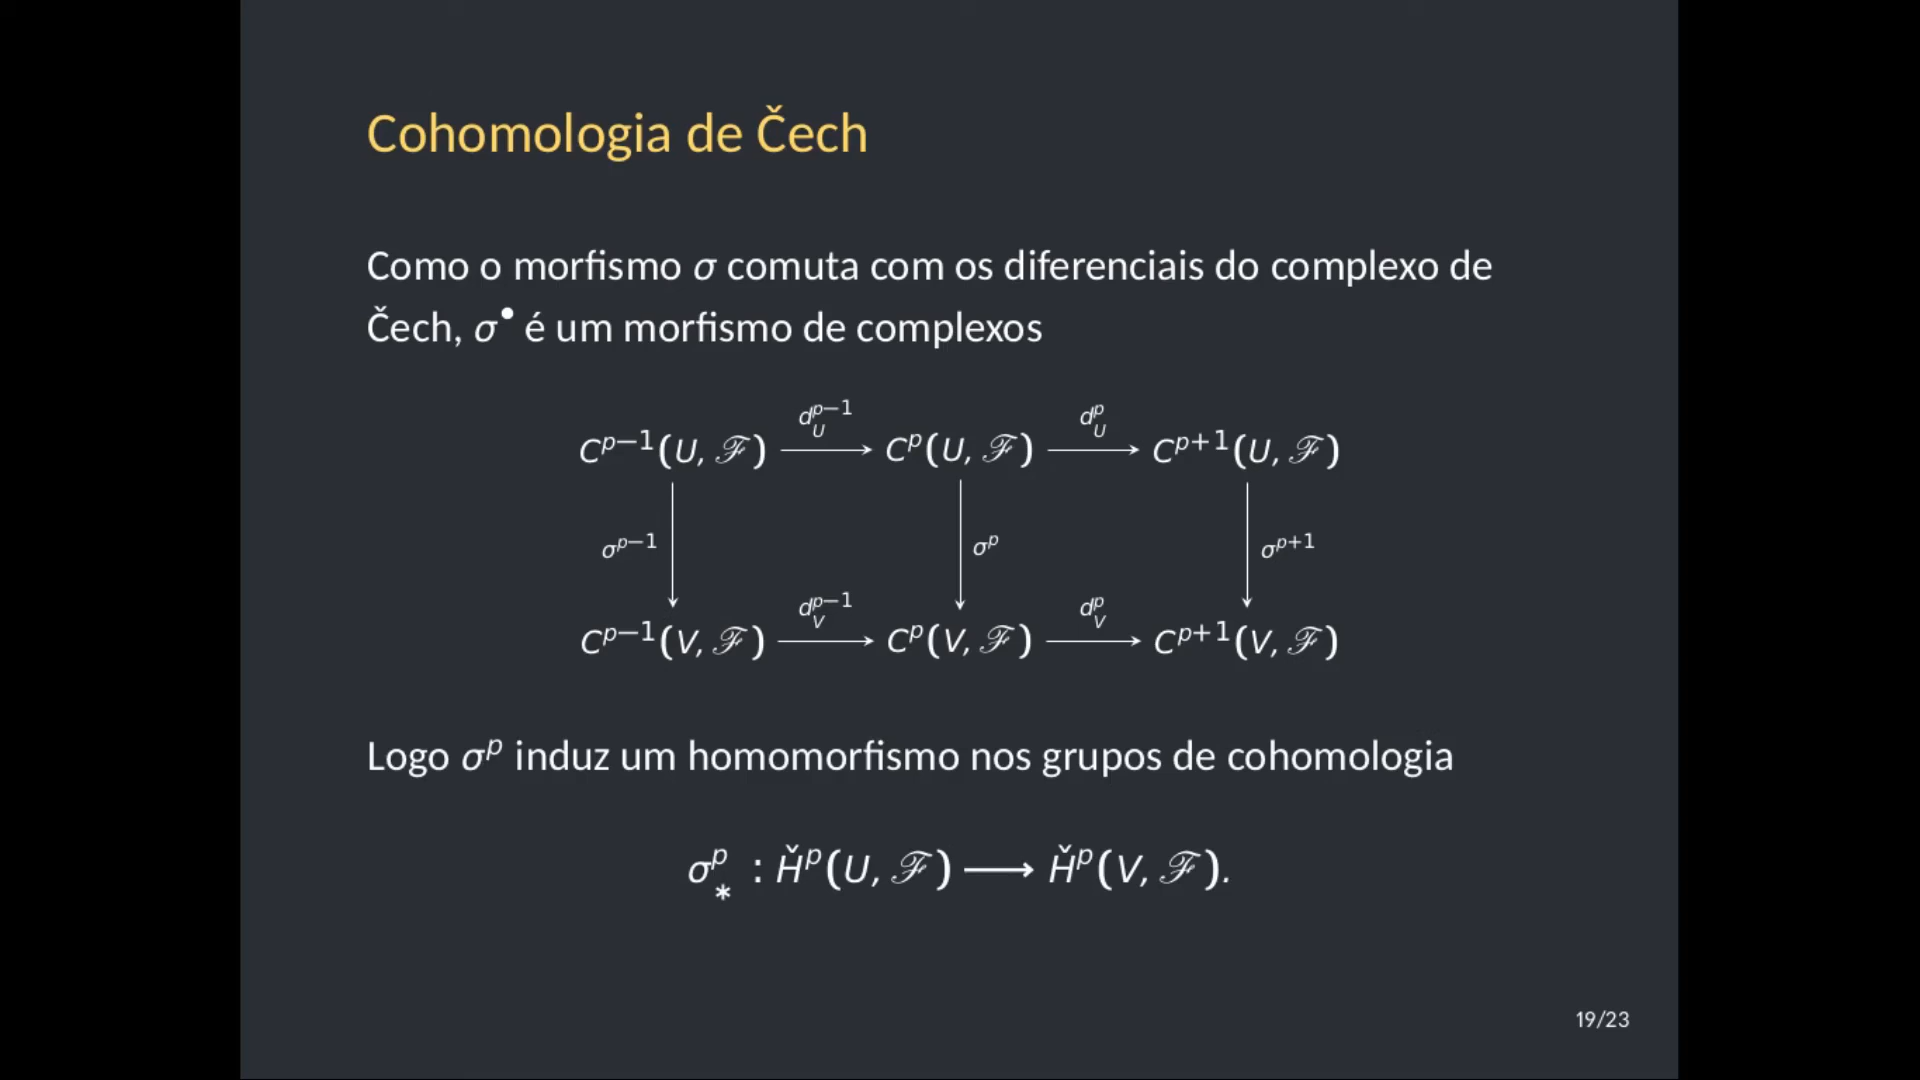 Cohomologia de Čech
Como o morfismo σ comuta com os diferenciais do complexo de
Čech, σ^• é um morfismo de complexos
d_U^{p−1} d_U^p
C^{p−1}(U, ℱ) ⟶ C^p(U, ℱ) ⟶ C^{p+1}(U, ℱ)
σ^{p−1} σ^p σ^{p+1}
d_V^{p−1} d_V^p
C^{p−1}(V, ℱ) ⟶ C^p(V, ℱ) ⟶ C^{p+1}(V, ℱ)
Logo σ^p induz um homomorfismo nos grupos de cohomologia
σ_*^p : Ȟ^p(U, ℱ) ⟶ Ȟ^p(V, ℱ).
19/23